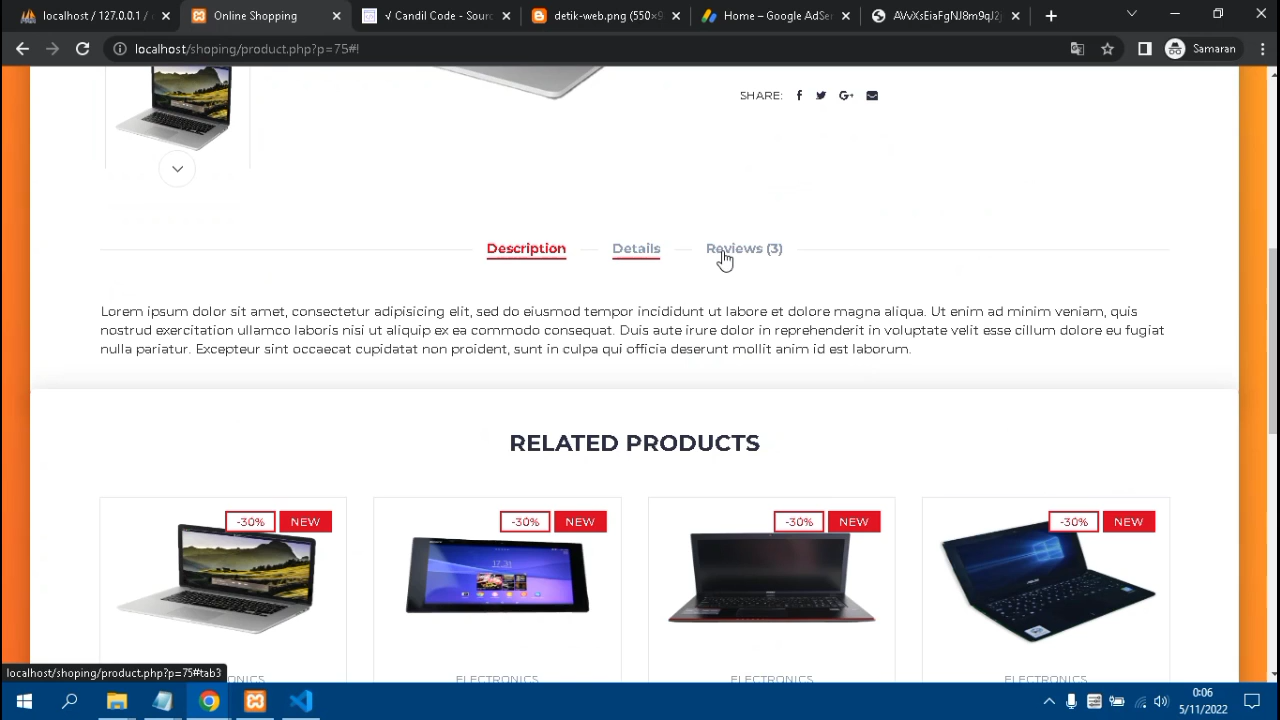 localhost / 127.0.0.1 /
Online Shopping
√ Candil Code - Sourc
detik-web.png (550×9
Home – Google AdSen
localhost/shoping/product.php?p=75#!
Samaran
SHARE:
Description
Details
Reviews (3)
Lorem ipsum dolor sit amet, consectetur adipisicing elit, sed do eiusmod tempor incididunt ut labore et dolore magna aliqua. Ut enim ad minim veniam, quis
nostrud exercitation ullamco laboris nisi ut aliquip ex ea commodo consequat. Duis aute irure dolor in reprehenderit in voluptate velit esse cillum dolore eu fugiat
nulla pariatur. Excepteur sint occaecat cupidatat non proident, sunt in culpa qui officia deserunt mollit anim id est laborum.
RELATED PRODUCTS
-30% NEW
-30% NEW
-30% NEW
-30% NEW
17.31
localhost/shoping/product.php?p=75#tab3
ELECTRONICS
ELECTRONICS
ELECTRONICS
0:06
5/11/2022